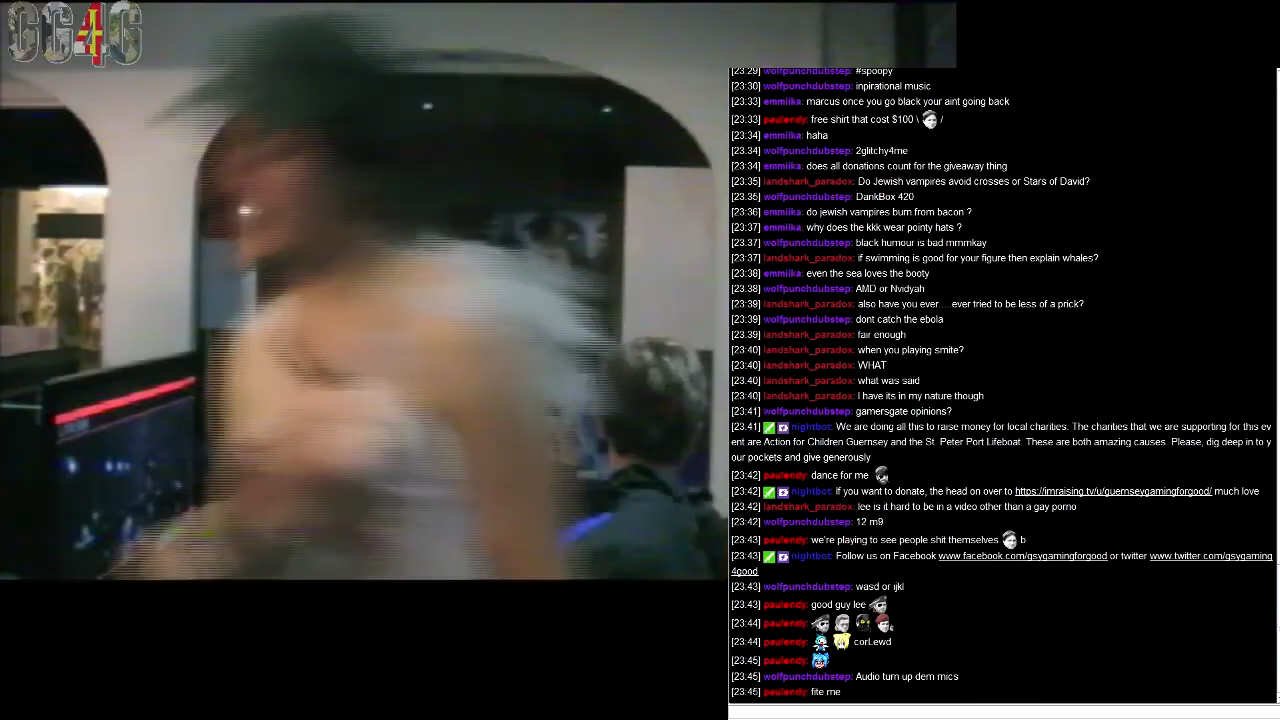 GG4G
[23:29] wolfpunchdubstep: #spoopy
[23:30] wolfpunchdubstep: inpirational music
[23:33] emmiika: marcus once you go black your aint going back
[23:33] paulendy: free shirt that cost $100 \ /
[23:34] emmiika: haha
[23:34] wolfpunchdubstep: 2glitchy4me
[23:34] emmiika: does all donations count for the giveaway thing
[23:35] landshark_paradox: Do Jewish vampires avoid crosses or Stars of David?
[23:35] wolfpunchdubstep: DankBox 420
[23:36] emmiika: do jewish vampires burn from bacon ?
[23:37] emmiika: why does the kkk wear pointy hats ?
[23:37] wolfpunchdubstep: black humour is bad mmmkay
[23:37] landshark_paradox: if swimming is good for your figure then explain whales?
[23:38] emmiika: even the sea loves the booty
[23:38] wolfpunchdubstep: AMD or Nvidyah
[23:39] landshark_paradox: also have you ever.....ever tried to be less of a prick?
[23:39] wolfpunchdubstep: dont catch the ebola
[23:39] landshark_paradox: fair enough
[23:40] landshark_paradox: when you playing smite?
[23:40] landshark_paradox: WHAT
[23:40] landshark_paradox: what was said
[23:40] landshark_paradox: I have its in my nature though
[23:41] wolfpunchdubstep: gamersgate opinions?
[23:41] nightbot: We are doing all this to raise money for local charities. The charities that we are supporting for this ev
ent are Action for Children Guernsey and the St. Peter Port Lifeboat. These are both amazing causes. Please, dig deep in to y
our pockets and give generously
[23:42] paulendy: dance for me
[23:42] nightbot: If you want to donate, the head on over to https://imraising.tv/u/guernseygamingforgood/ much love
[23:42] landshark_paradox: lee is it hard to be in a video other than a gay porno
[23:42] wolfpunchdubstep: 12 m9
[23:43] paulendy: we're playing to see people shit themselves b
[23:43] nightbot: Follow us on Facebook www.facebook.com/gsygamingforgood or twitter www.twitter.com/gsygaming
4good
[23:43] wolfpunchdubstep: wasd or ijkl
[23:43] paulendy: good guy lee
[23:44] paulendy:
[23:44] paulendy: corLewd
[23:45] paulendy:
[23:45] wolfpunchdubstep: Audio turn up dem mics
[23:45] paulendy: fite me